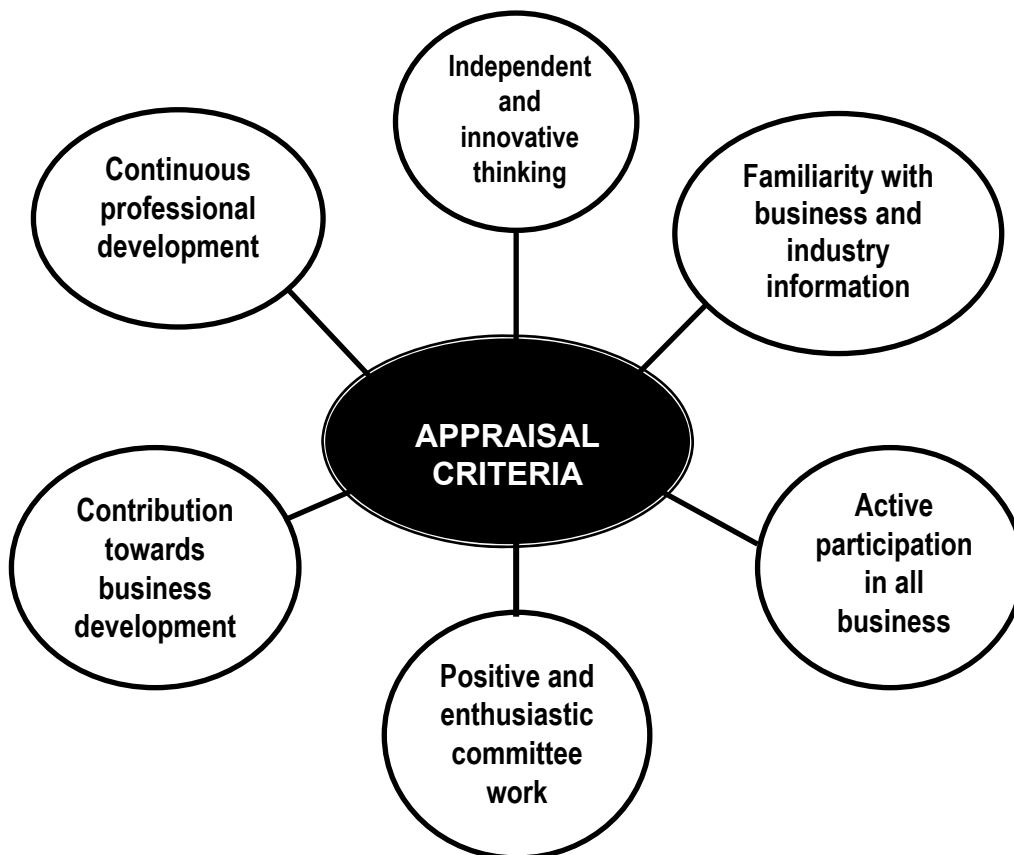 Independent
and
innovative
thinking
Continuous
professional
development
Familiarity with
business and
industry
information
APPRAISAL
CRITERIA
Contribution
towards
business
development
Active
participation
in all
business
Positive and
enthusiastic
committee
work